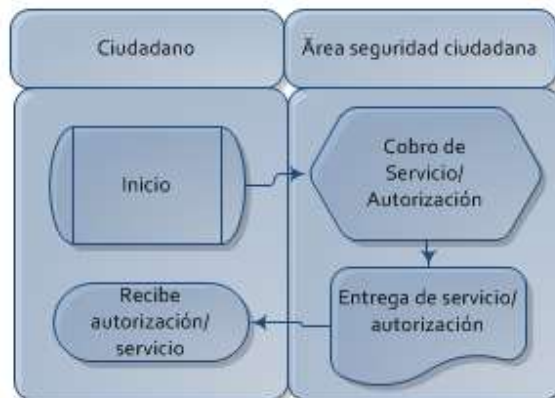 Ciudadano
Área seguridad ciudadana
Inicio
Cobro de
Servicio/
Autorización
Entrega de servicio/
autorización
Recibe
autorización/
servicio